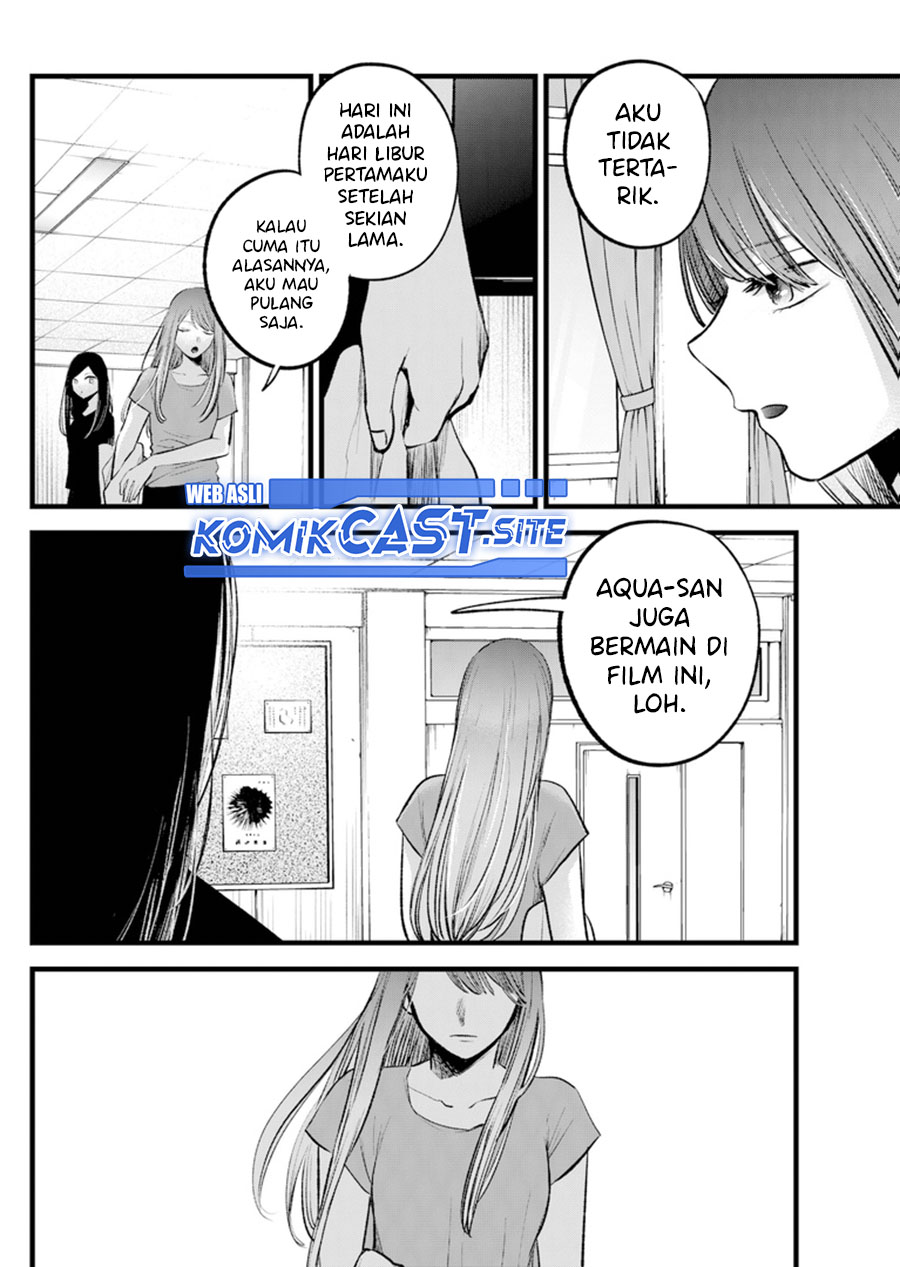 AKU
TIDAK
TERTA-
RIK.
HARI INI
ADALAH
HARI LIBUR
PERTAMAKU
SETELAH
SEKIAN
LAMA.
KALAU
CUMA ITU
ALASANNYA,
AKU MAU
PULANG
SAJA.
WEB ASLI
KOMIKCAST.SITE
AQUA-SAN
JUGA
BERMAIN DI
FILM INI,
LOH.